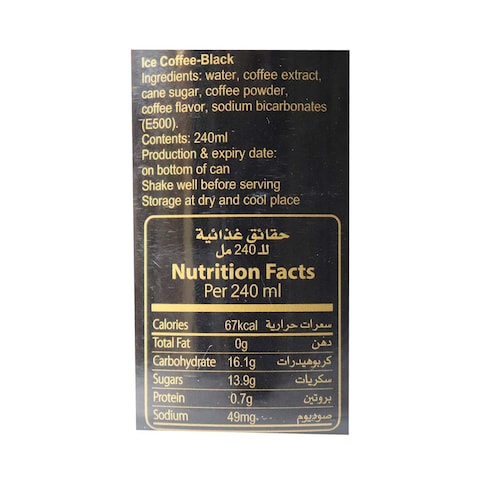 Ice Coffee-Black
Ingredients: water, coffee extract,
cane sugar, coffee powder,
coffee flavor, sodium bicarbonates
(E500).
Contents: 240ml
Production & expiry date:
on bottom of can
Shake well before serving
Storage at dry and cool place
حقائق غذائية
للـ 240 مل
Nutrition Facts
Per 240 ml
Calories 67kcal سعرات حرارية
Total Fat 0g دهن
Carbohydrate 16.1g كربوهيدرات
Sugars 13.9g سكريات
Protein 0.7g بروتين
Sodium 49mg صوديوم